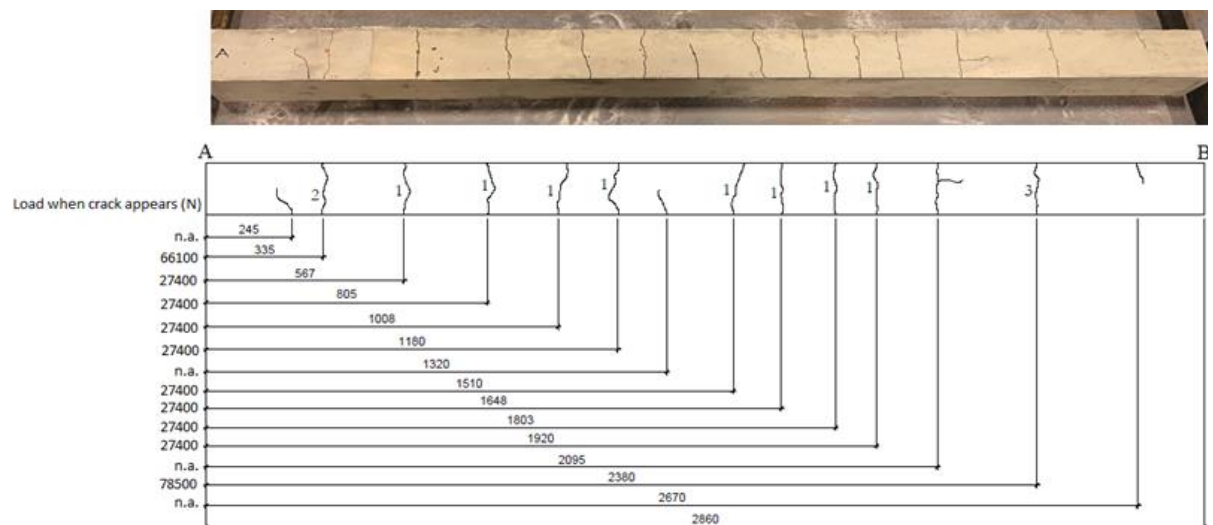 A
A B
2 1 1 1 1 1 1 1 1 3
Load when crack appears (N)
n.a. 245
66100 335
27400 567
27400 805
27400 1008
27400 1180
n.a. 1320
27400 1510
27400 1648
27400 1803
27400 1920
n.a. 2095
78500 2380
n.a. 2670
2860